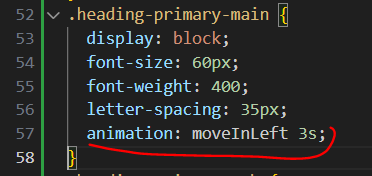 52 .heading-primary-main {
53 display: block;
54 font-size: 60px;
55 font-weight: 400;
56 letter-spacing: 35px;
57 animation: moveInLeft 3s;
58 }